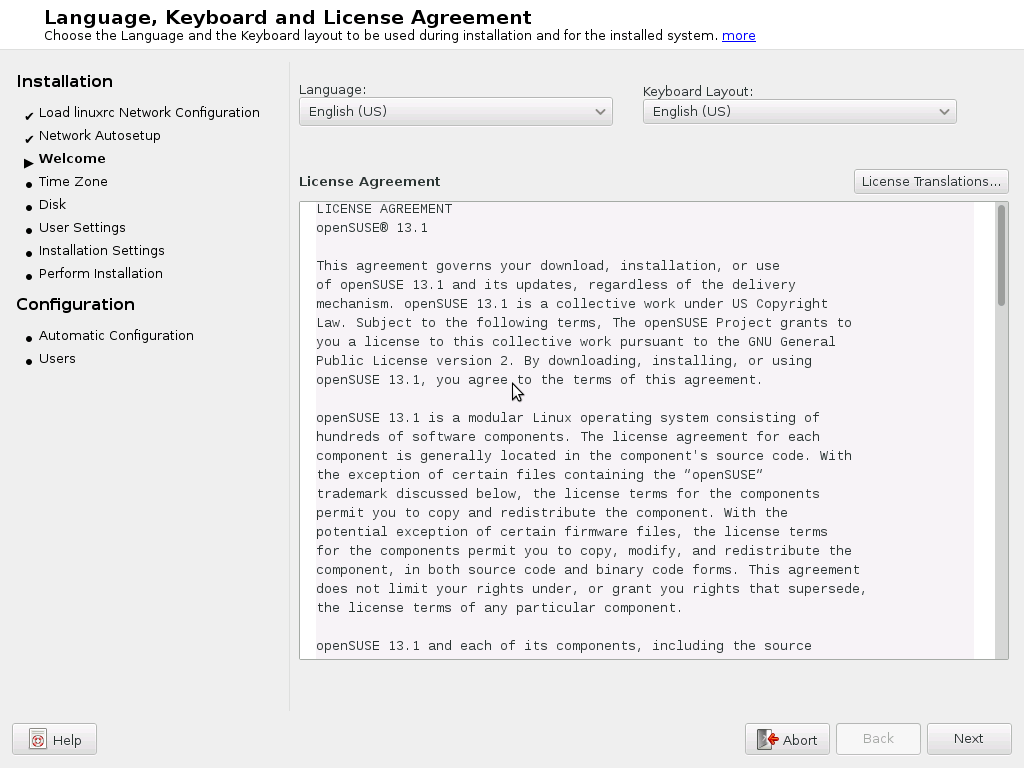 Language, Keyboard and License Agreement
Choose the Language and the Keyboard layout to be used during installation and for the installed system. more
Installation
Load linuxrc Network Configuration
Network Autosetup
Welcome
Time Zone
Disk
User Settings
Installation Settings
Perform Installation
Configuration
Automatic Configuration
Users
Language:
English (US)
Keyboard Layout:
English (US)
License Agreement
License Translations...
LICENSE AGREEMENT
openSUSE® 13.1
This agreement governs your download, installation, or use
of openSUSE 13.1 and its updates, regardless of the delivery
mechanism. openSUSE 13.1 is a collective work under US Copyright
Law. Subject to the following terms, The openSUSE Project grants to
you a license to this collective work pursuant to the GNU General
Public License version 2. By downloading, installing, or using
openSUSE 13.1, you agree to the terms of this agreement.
openSUSE 13.1 is a modular Linux operating system consisting of
hundreds of software components. The license agreement for each
component is generally located in the component's source code. With
the exception of certain files containing the “openSUSE”
trademark discussed below, the license terms for the components
permit you to copy and redistribute the component. With the
potential exception of certain firmware files, the license terms
for the components permit you to copy, modify, and redistribute the
component, in both source code and binary code forms. This agreement
does not limit your rights under, or grant you rights that supersede,
the license terms of any particular component.
openSUSE 13.1 and each of its components, including the source
Help
Abort
Back
Next